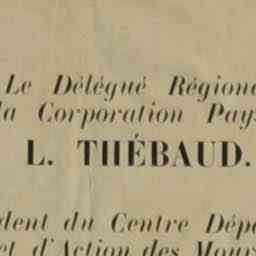 Le Délégué Régiona
la Corporation Pays
L. THÉBAUD.
dent du Centre Dépa
et d'Action des Mouv